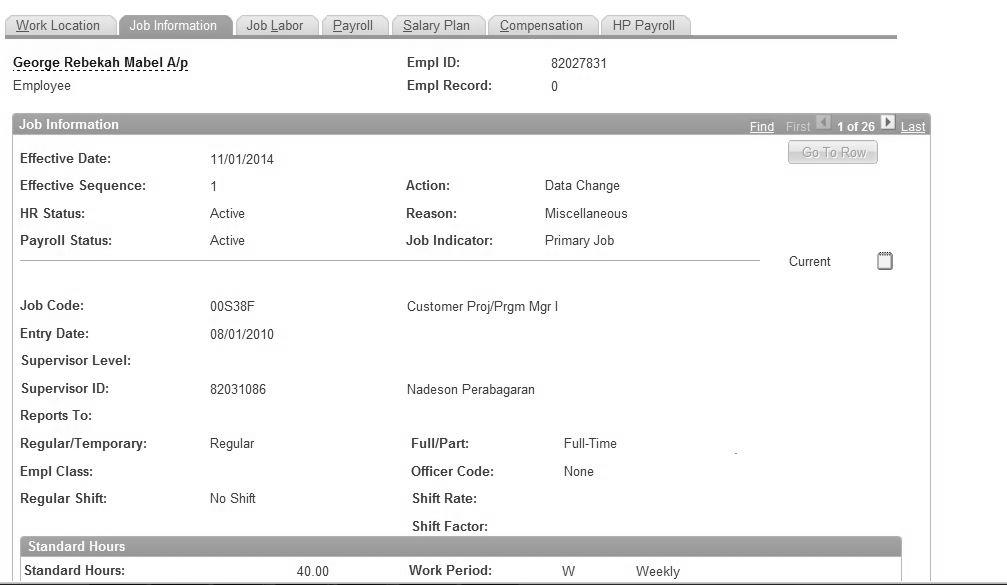 Work Location Job Information Job Labor Payroll Salary Plan Compensation HP Payroll
George Rebekah Mabel A/p Empl ID: 82027831
Employee Empl Record: 0
Job Information Find First 1 of 26 Last
Go To Row
Effective Date: 11/01/2014
Effective Sequence: 1 Action: Data Change
HR Status: Active Reason: Miscellaneous
Payroll Status: Active Job Indicator: Primary Job
Current
Job Code: 00S38F Customer Proj/Prgm Mgr I
Entry Date: 08/01/2010
Supervisor Level:
Supervisor ID: 82031086 Nadeson Perabagaran
Reports To:
Regular/Temporary: Regular Full/Part: Full-Time
Empl Class: Officer Code: None
Regular Shift: No Shift Shift Rate:
Shift Factor:
Standard Hours
Standard Hours: 40.00 Work Period: W Weekly